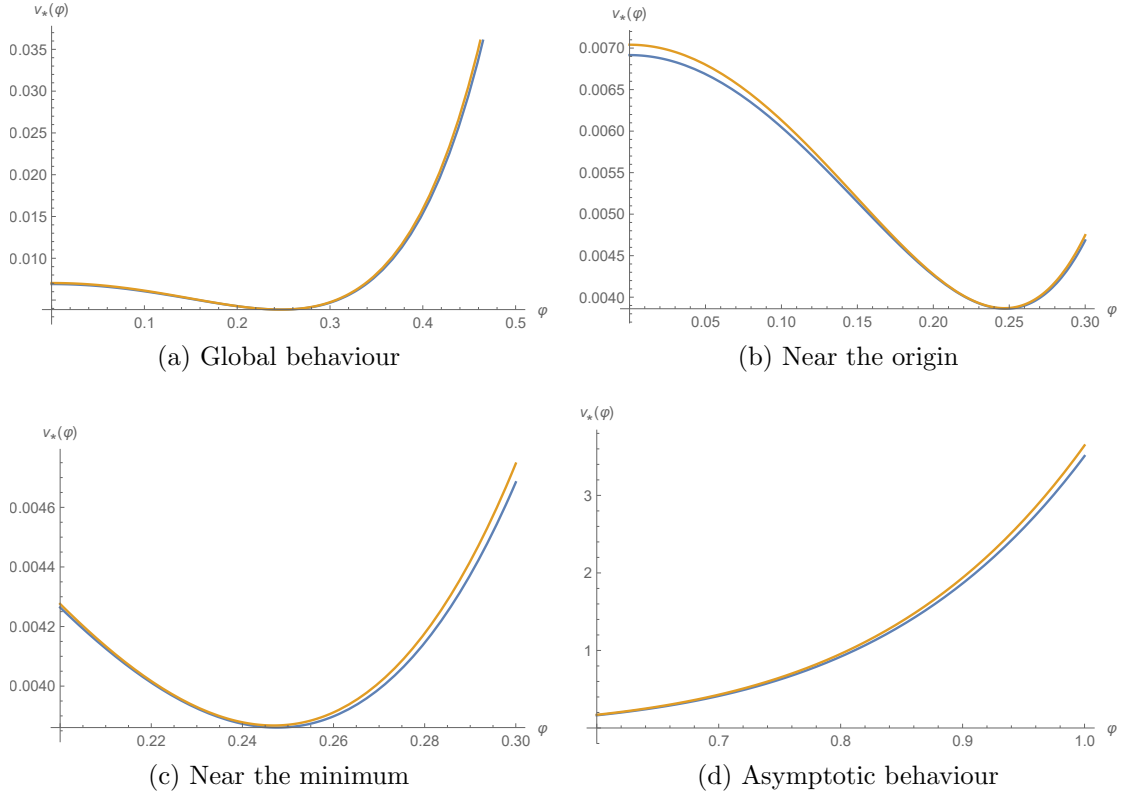 v*(φ)
0.035
0.030
0.025
0.020
0.015
0.010
0.1 0.2 0.3 0.4 0.5 φ
(a) Global behaviour
v*(φ)
0.0070
0.0065
0.0060
0.0055
0.0050
0.0045
0.0040
0.05 0.10 0.15 0.20 0.25 0.30 φ
(b) Near the origin
v*(φ)
0.0046
0.0044
0.0042
0.0040
0.22 0.24 0.26 0.28 0.30 φ
(c) Near the minimum
v*(φ)
3
2
1
0.7 0.8 0.9 1.0 φ
(d) Asymptotic behaviour